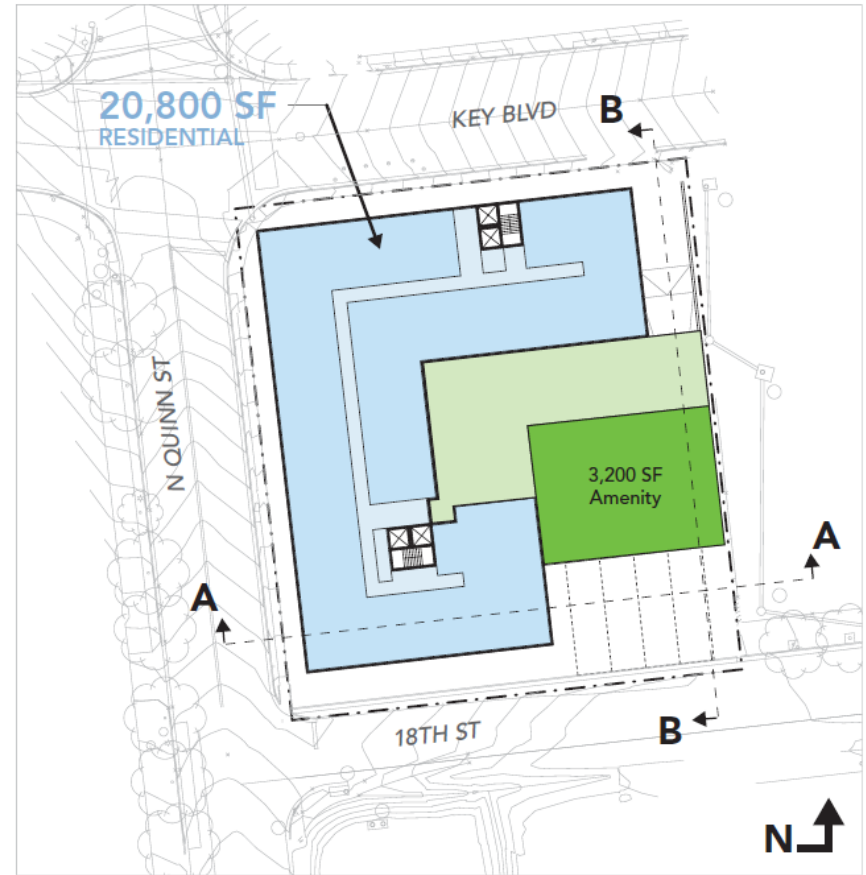 20,800 SF
RESIDENTIAL
KEY BLVD
B
N QUINN ST
3,200 SF
Amenity
A
A
18TH ST
B
N